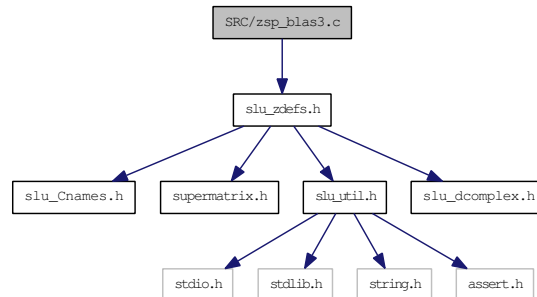 SRC/zsp_blas3.c
slu_zdefs.h
slu_Cnames.h
supermatrix.h
slu_util.h
slu_dcomplex.h
stdio.h
stdlib.h
string.h
assert.h